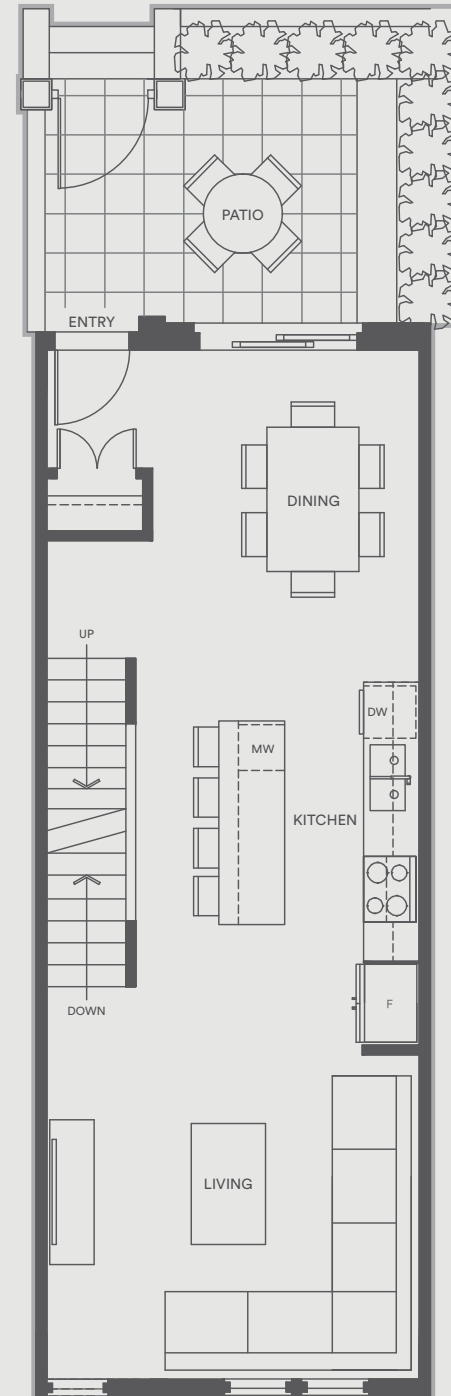 PATIO
ENTRY
DINING
UP
DW
MW
KITCHEN
F
DOWN
LIVING